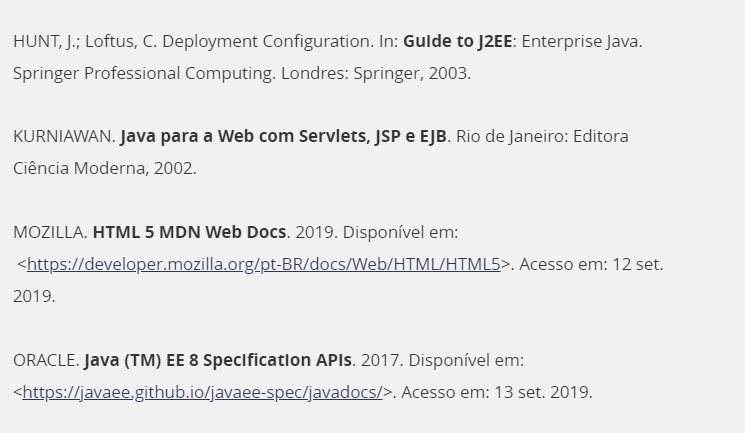 HUNT, J.; Loftus, C. Deployment Configuration. In: Guide to J2EE: Enterprise Java.
Springer Professional Computing. Londres: Springer, 2003.
KURNIAWAN. Java para a Web com Servlets, JSP e EJB. Rio de Janeiro: Editora
Ciência Moderna, 2002.
MOZILLA. HTML 5 MDN Web Docs. 2019. Disponível em:
<https://developer.mozilla.org/pt-BR/docs/Web/HTML/HTML5>. Acesso em: 12 set.
2019.
ORACLE. Java (TM) EE 8 Specification APIs. 2017. Disponível em:
<https://javaee.github.io/javaee-spec/javadocs/>. Acesso em: 13 set. 2019.